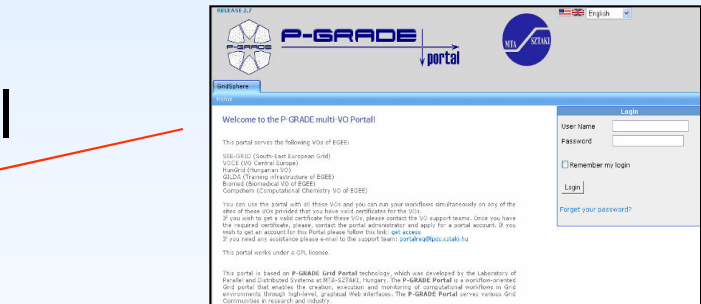 RELEASE 2.7
P-GRADE
P-GRADE
portal
MTA SZTAKI
English
GridSphere
Home
Welcome to the P-GRADE multi-VO Portal!
This portal serves the following VOs of EGEE:
SEE-GRID (South-East European Grid)
VOCE (VO Central Europe)
HunGrid (Hungarian VO)
GILDA (Training infrastructure of EGEE)
Biomed (Biomedical VO of EGEE)
Compchem (Computational Chemistry VO of EGEE)
You can use the portal with all these VOs and you can run your workflows simultaneously on any of the
sites of these VOs provided that you have valid certificates for the VOs.
If you wish to get a valid certificate for these VOs, please contact the VO support teams. Once you have
the required certificate, please, contact the portal administrator and apply for a portal account. If you
wish to get an account for this Portal please follow this link: get access
If you need any assistance please e-mail to the support team: portalreg@lpds.sztaki.hu
This portal works under a GPL license.
This portal is based on P-GRADE Grid Portal technology, which was developed by the Laboratory of
Parallel and Distributed Systems at MTA-SZTAKI, Hungary. The P-GRADE Portal is a workflow-oriented
Grid portal that enables the creation, execution and monitoring of computational workflows in Grid
environments through high-level, graphical Web interfaces. The P-GRADE Portal serves various Grid
Communities in research and industry.
Login
User Name
Password
Remember my login
Login
Forget your password?